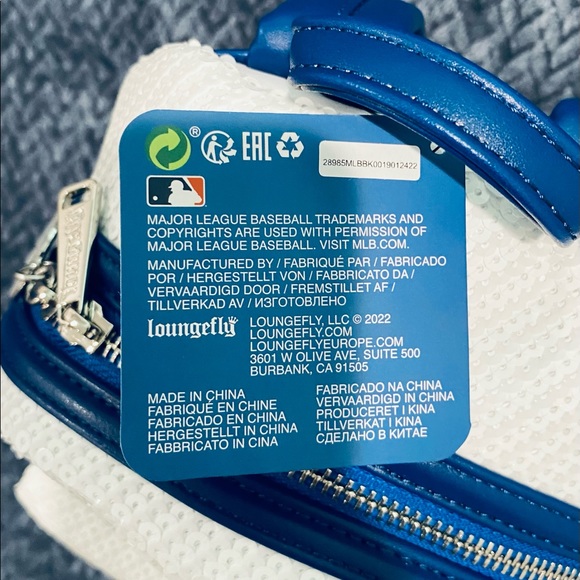 ® EAC
28985MLBBK0019012422
MAJOR LEAGUE BASEBALL TRADEMARKS AND
COPYRIGHTS ARE USED WITH PERMISSION OF
MAJOR LEAGUE BASEBALL. VISIT MLB.COM.
MANUFACTURED BY / FABRIQUÉ PAR / FABRICADO
POR / HERGESTELLT VON / FABBRICATO DA /
VERVAARDIGD DOOR / FREMSTILLET AF /
TILLVERKAD AV / ИЗГОТОВЛЕНО
loungefly
LOUNGEFLY, LLC © 2022
LOUNGEFLY.COM
LOUNGEFLYEUROPE.COM
3601 W OLIVE AVE, SUITE 500
BURBANK, CA 91505
MADE IN CHINA
FABRIQUÉ EN CHINE
FABRICADO EN CHINA
HERGESTELLT IN CHINA
FABBRICATO IN CINA
FABRICADO NA CHINA
VERVAARDIGD IN CHINA
PRODUCERET I KINA
TILLVERKAT I KINA
СДЕЛАНО В КИТАЕ